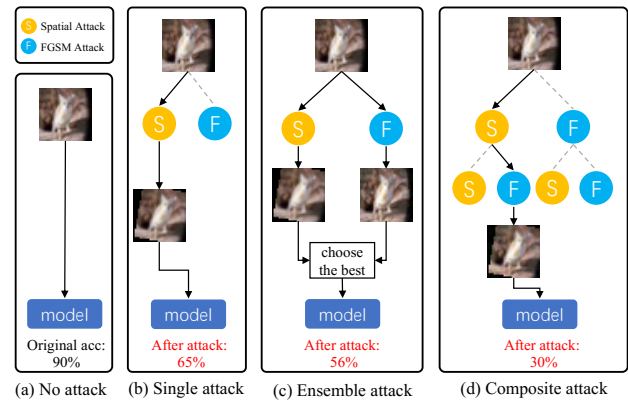 S Spatial Attack
F FGSM Attack
model
Original acc:
90%
(a) No attack
S F
model
After attack:
65%
(b) Single attack
S F
choose
the best
model
After attack:
56%
(c) Ensemble attack
S F
S F S F
model
After attack:
30%
(d) Composite attack